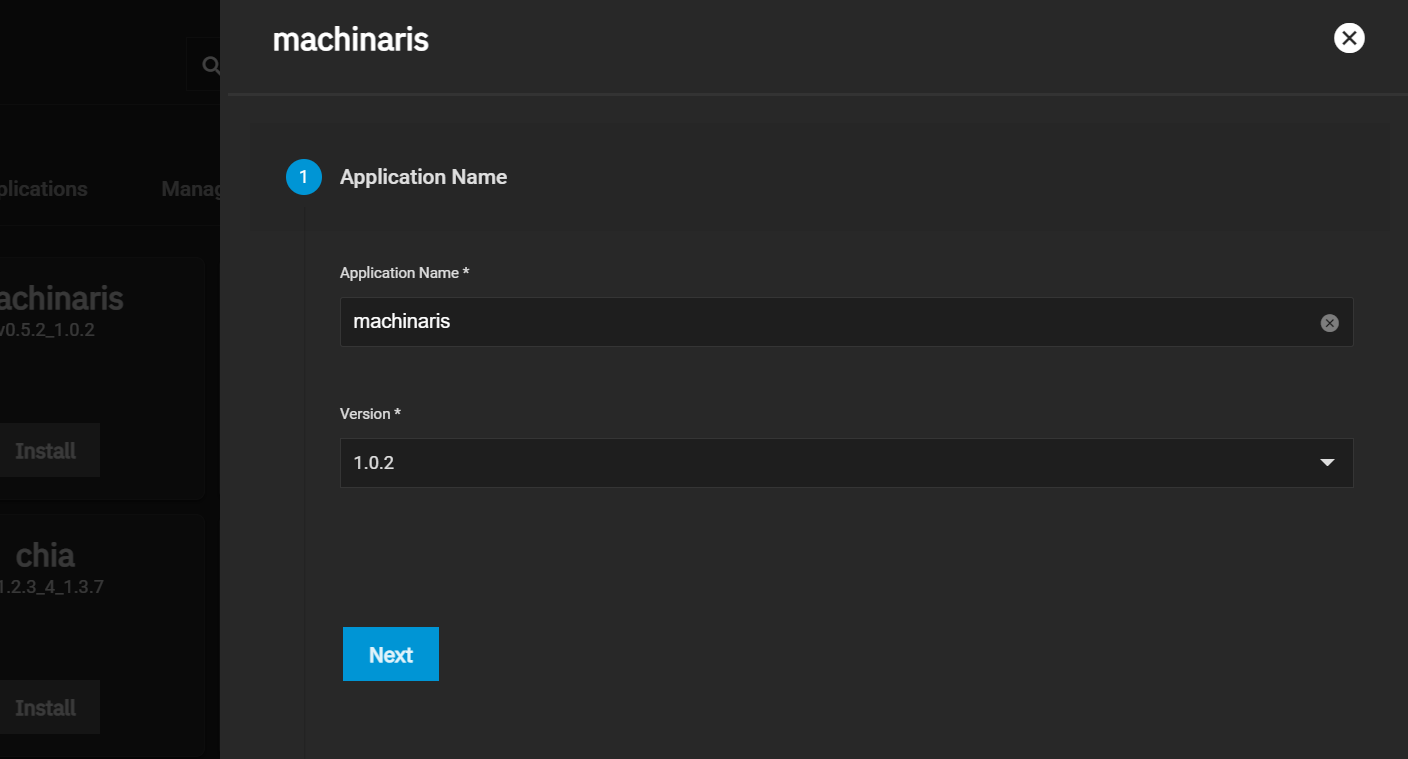 machinaris
1
Application Name
plications
Manag
Application Name *
machinaris
achinaris
v0.5.2_1.0.2
Version *
1.0.2
Install
chia
1.2.3_4_1.3.7
Next
Install